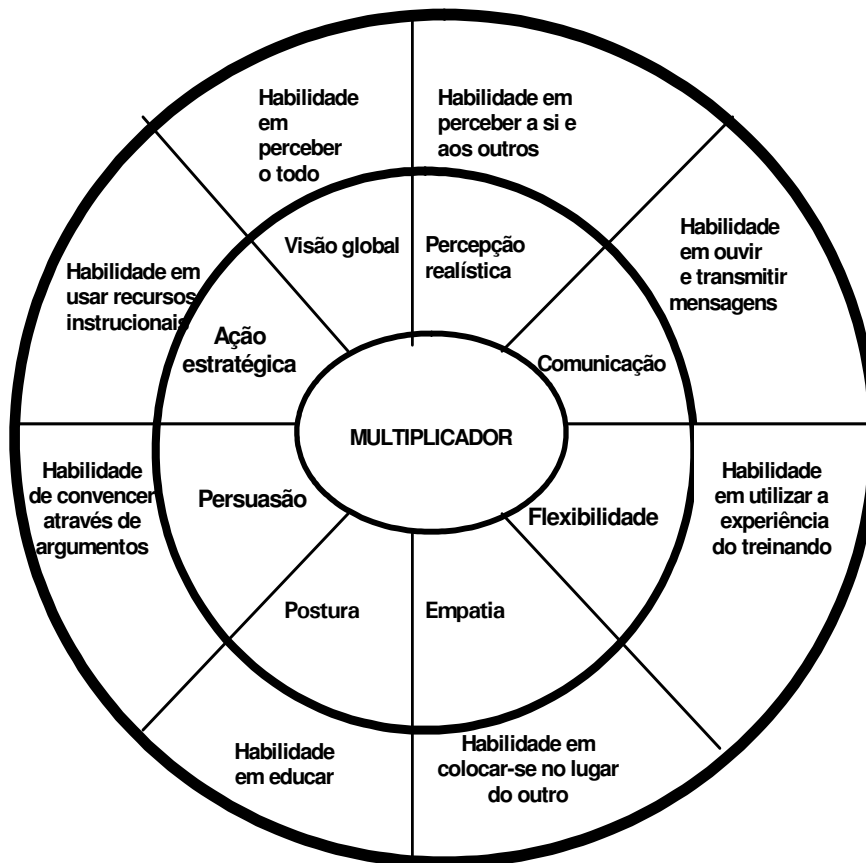 Habilidade
em
perceber
o todo
Habilidade em
perceber a si e
aos outros
Habilidade
em ouvir
e transmitir
mensagens
Habilidade em
usar recursos
instrucionais
Visão global
Percepção
realística
Ação
estratégica
Comunicação
MULTIPLICADOR
Habilidade
de convencer
através de
argumentos
Persuasão
Flexibilidade
Habilidade
em utilizar a
experiência
do treinando
Postura
Empatia
Habilidade
em educar
Habilidade em
colocar-se no lugar
do outro